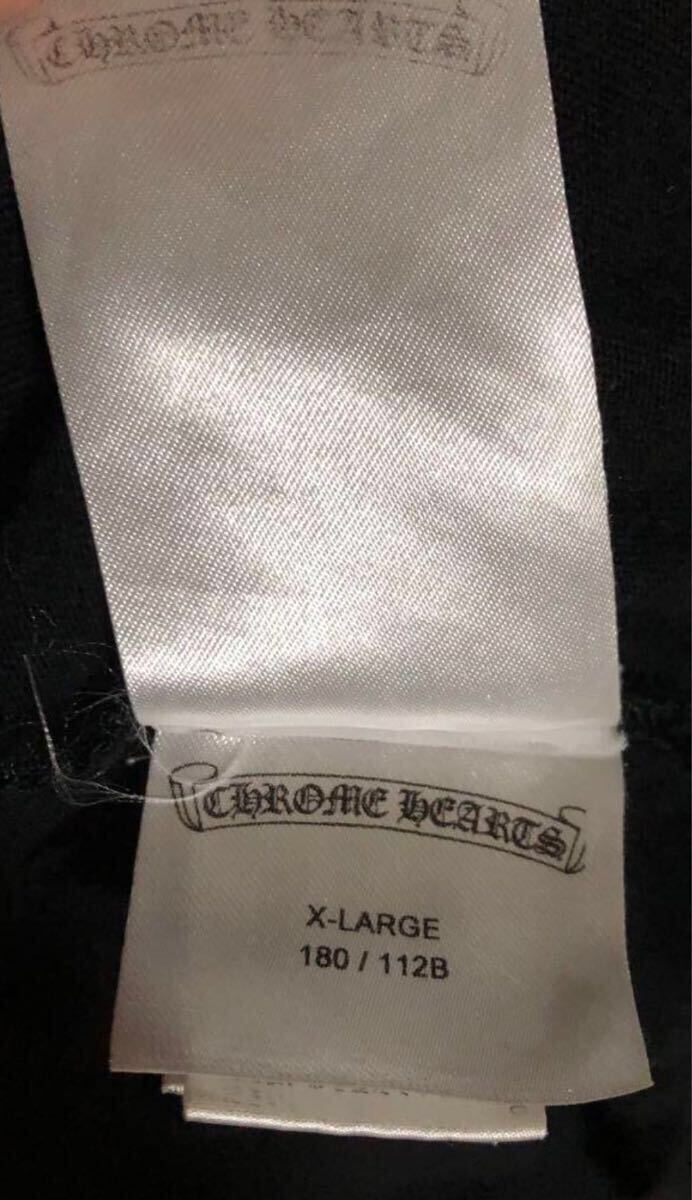 CHROME HEARTS
CHROME HEARTS
X-LARGE
180 / 112B